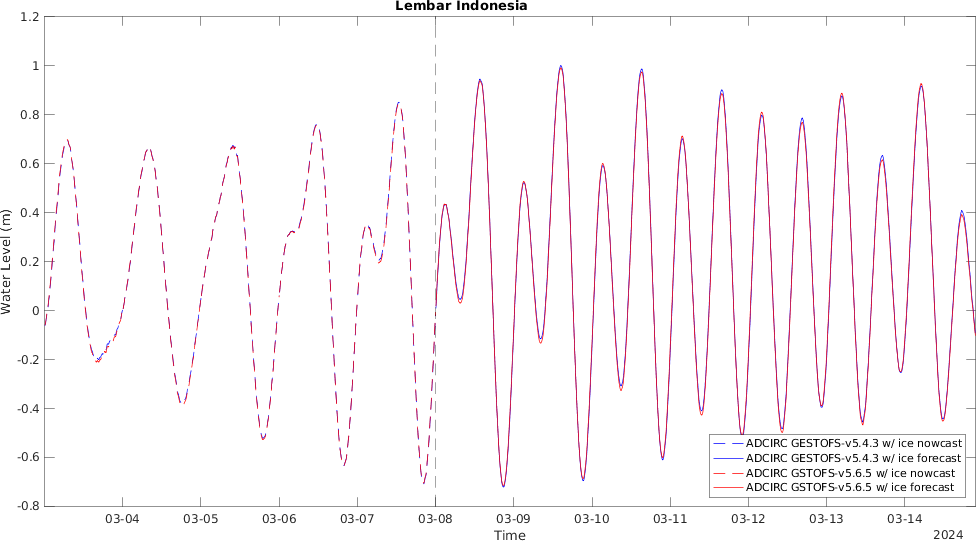 Lembar Indonesia
1.2
1
0.8
0.6
0.4
0.2
0
-0.2
-0.4
-0.6
-0.8
Water Level (m)
ADCIRC GESTOFS-v5.4.3 w/ ice nowcast
ADCIRC GESTOFS-v5.4.3 w/ ice forecast
ADCIRC GSTOFS-v5.6.5 w/ ice nowcast
ADCIRC GSTOFS-v5.6.5 w/ ice forecast
03-04 03-05 03-06 03-07 03-08 03-09 03-10 03-11 03-12 03-13 03-14
Time
2024